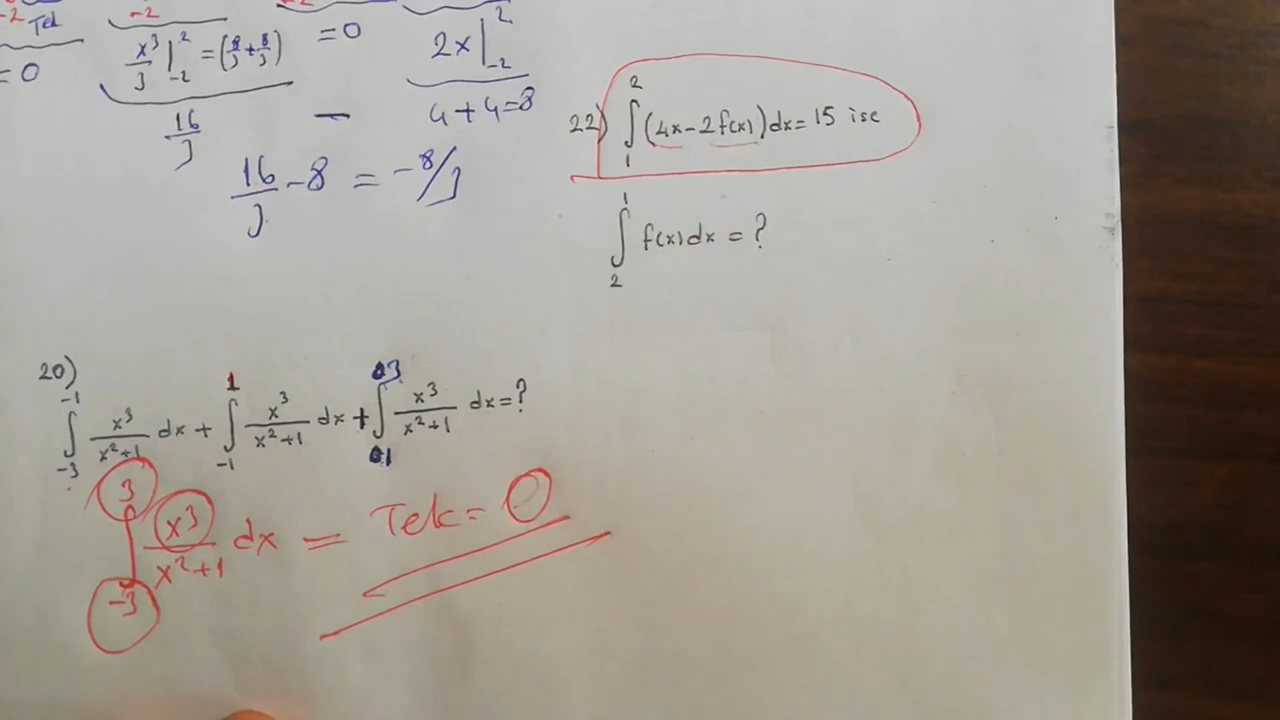 -2 Tek
= 0
-2
x³/3 |₋₂² = (8/3 + 8/3)
= 0
2x |₋₂²
16/3 — 4+4=8
16/3 - 8 = -8/3
22) ∫₁² (4x - 2f(x))dx = 15 ise
∫₂¹ f(x)dx = ?
20)
∫₋₃⁻¹ x³/(x²+1) dx + ∫₋₁¹ x³/(x²+1) dx + ∫₁³ x³/(x²+1) dx = ?
∫₋₃³ x³/(x²+1) dx = Tek = 0